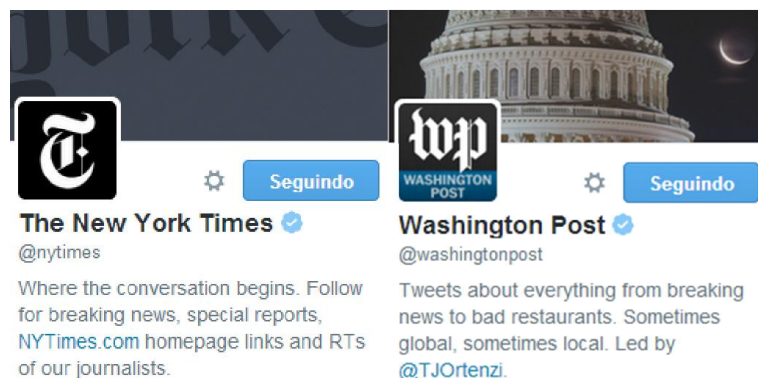 Seguindo
The New York Times
@nytimes
Where the conversation begins. Follow
for breaking news, special reports,
NYTimes.com homepage links and RTs
of our journalists.
wp
WASHINGTON
POST
Seguindo
Washington Post
@washingtonpost
Tweets about everything from breaking
news to bad restaurants. Sometimes
global, sometimes local. Led by
@TJOrtenzi.